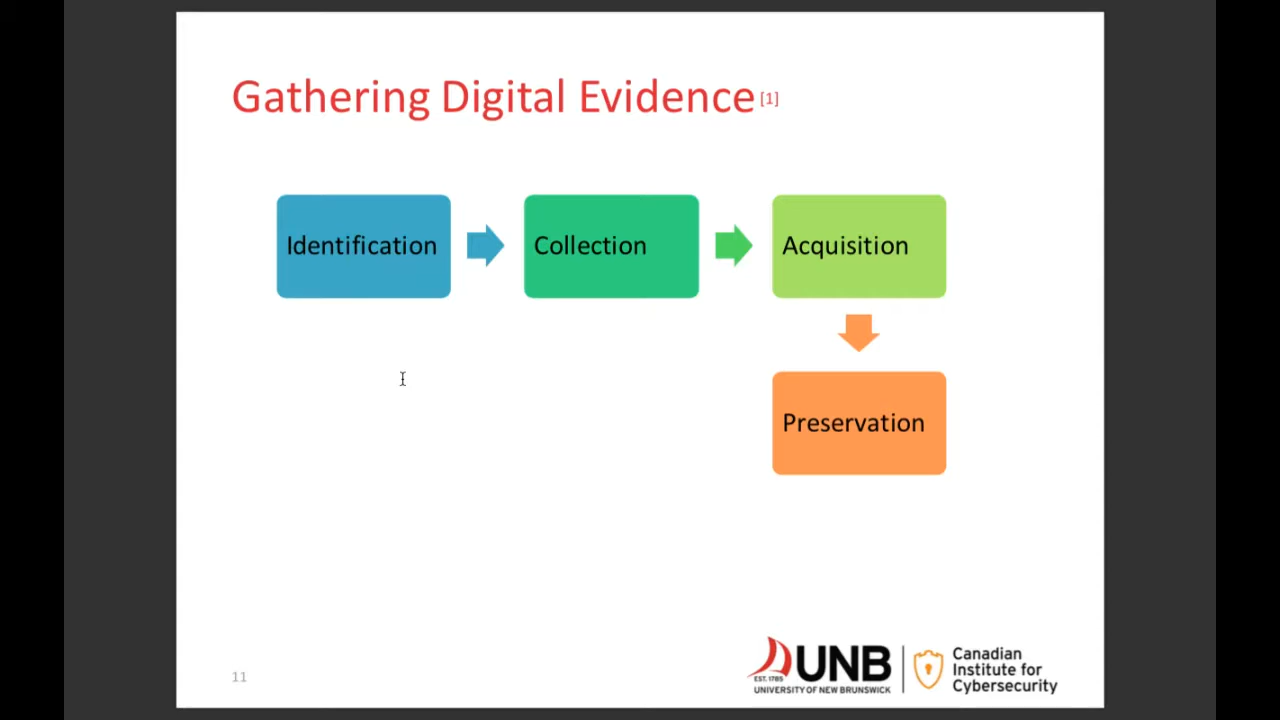 Gathering Digital Evidence [1]
Identification
Collection
Acquisition
Preservation
11
EST. 1785
UNB
UNIVERSITY OF NEW BRUNSWICK
Canadian
Institute for
Cybersecurity